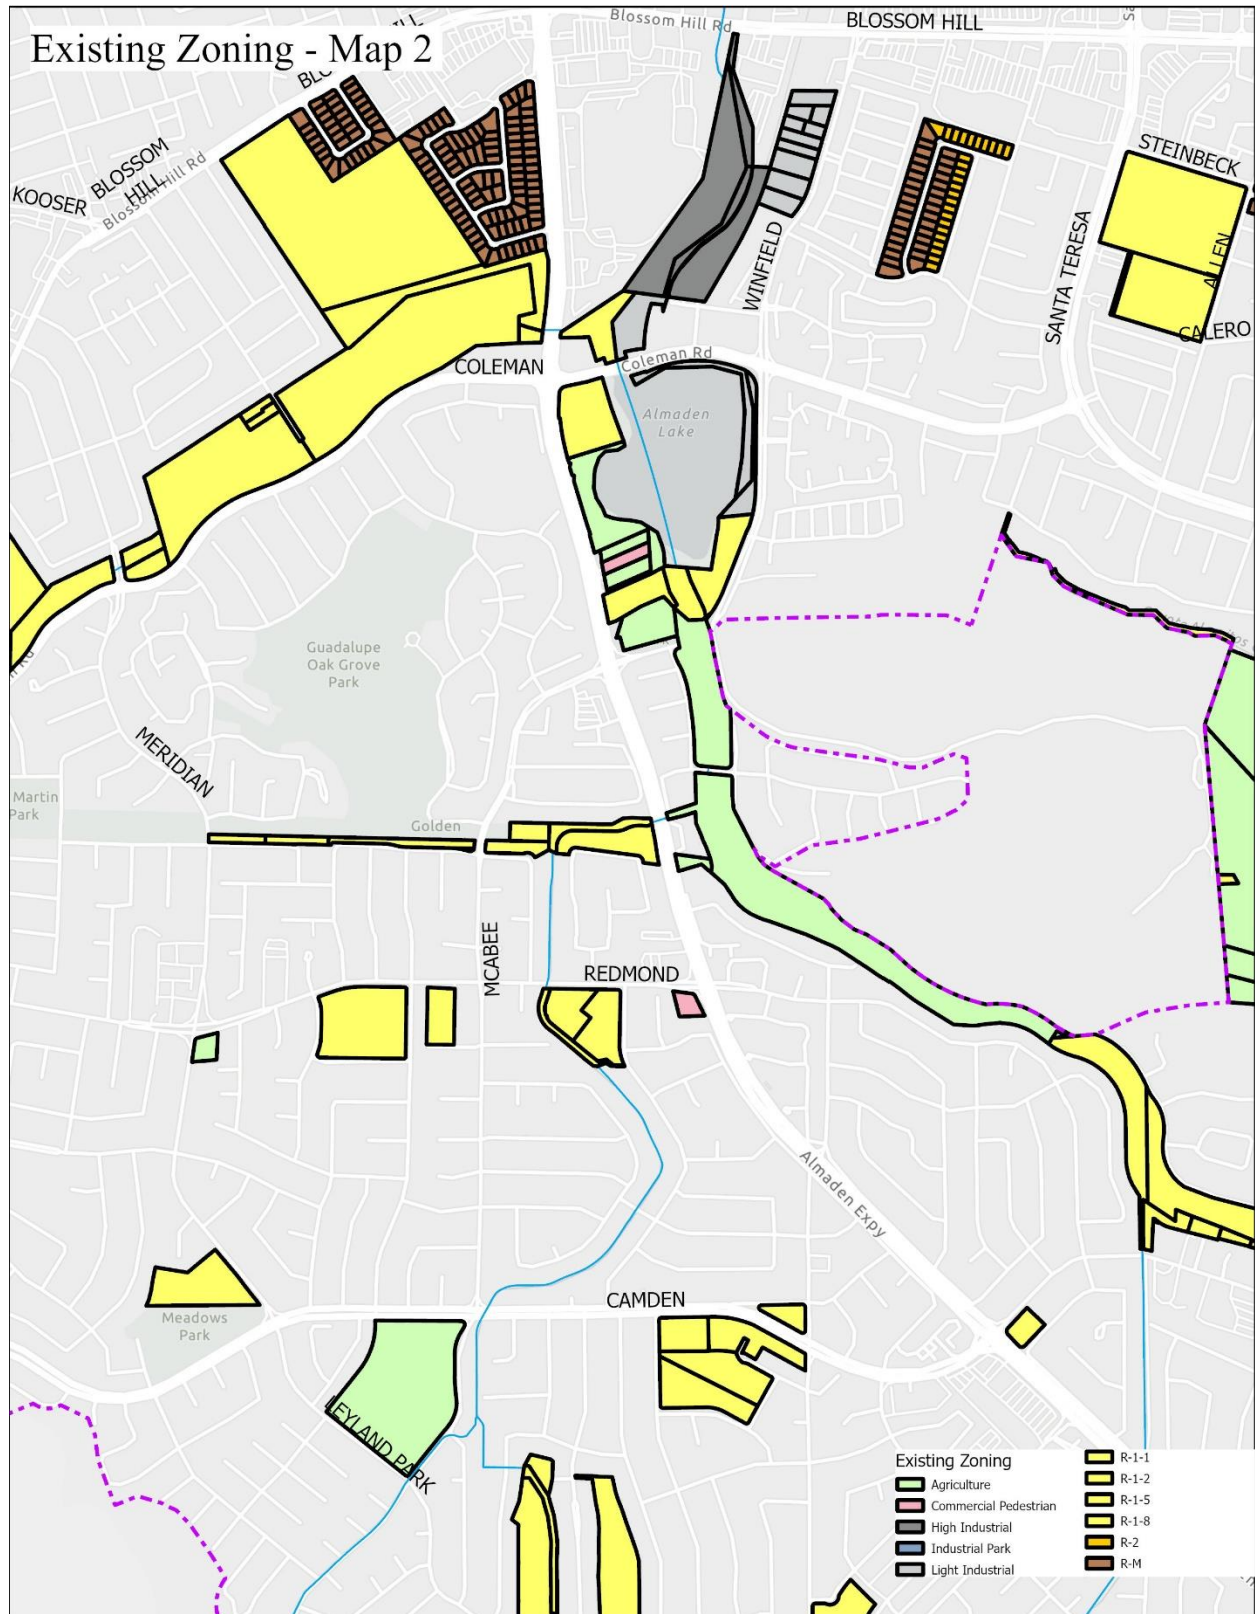 Existing Zoning - Map 2
Blossom Hill Rd
BLOSSOM HILL
KOOSER
BLOSSOM
HILL
Blossom Hill Rd
STEINBECK
ALLEN
SANTA TERESA
CALERO
WINFIELD
COLEMAN
Coleman Rd
Almaden
Lake
Guadalupe
Oak Grove
Park
MERIDIAN
Martin
Park
Golden
MCABEE
REDMOND
Almaden Expy
CAMDEN
Meadows
Park
LEYLAND PARK
Existing Zoning
Agriculture
Commercial Pedestrian
High Industrial
Industrial Park
Light Industrial
R-1-1
R-1-2
R-1-5
R-1-8
R-2
R-M